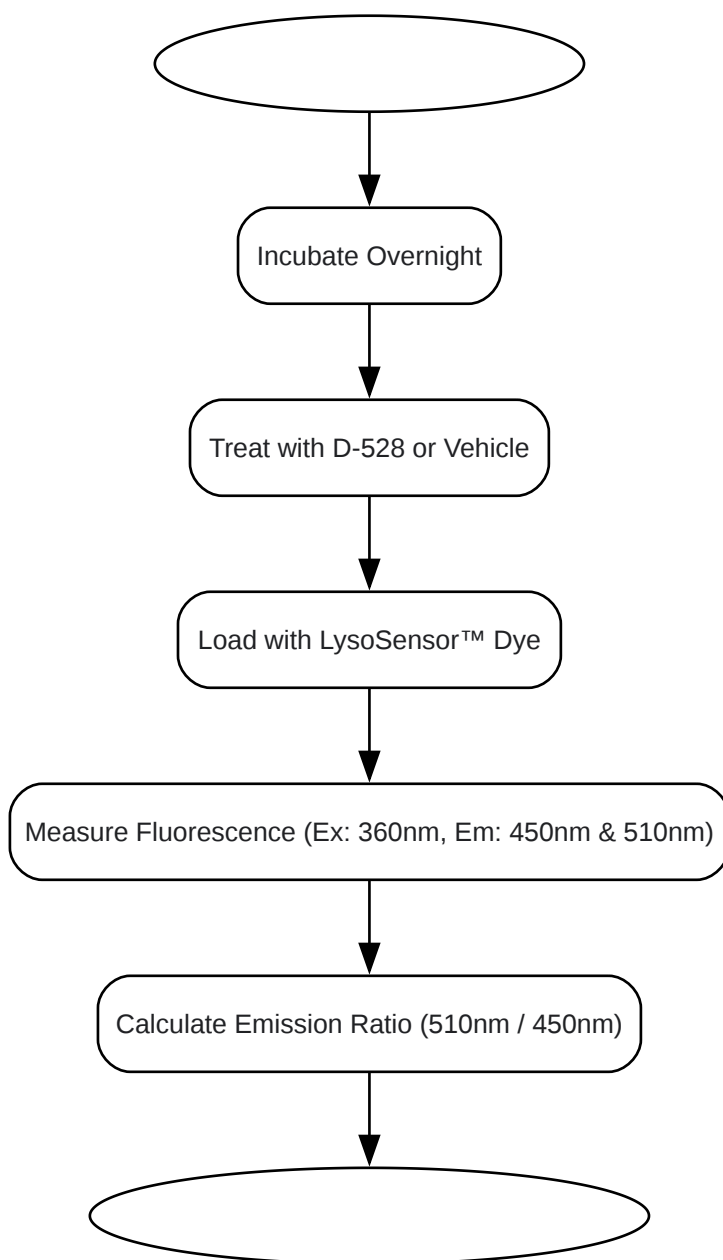 Incubate Overnight
Treat with D-528 or Vehicle
Load with LysoSensor™ Dye
Measure Fluorescence (Ex: 360nm, Em: 450nm & 510nm)
Calculate Emission Ratio (510nm / 450nm)